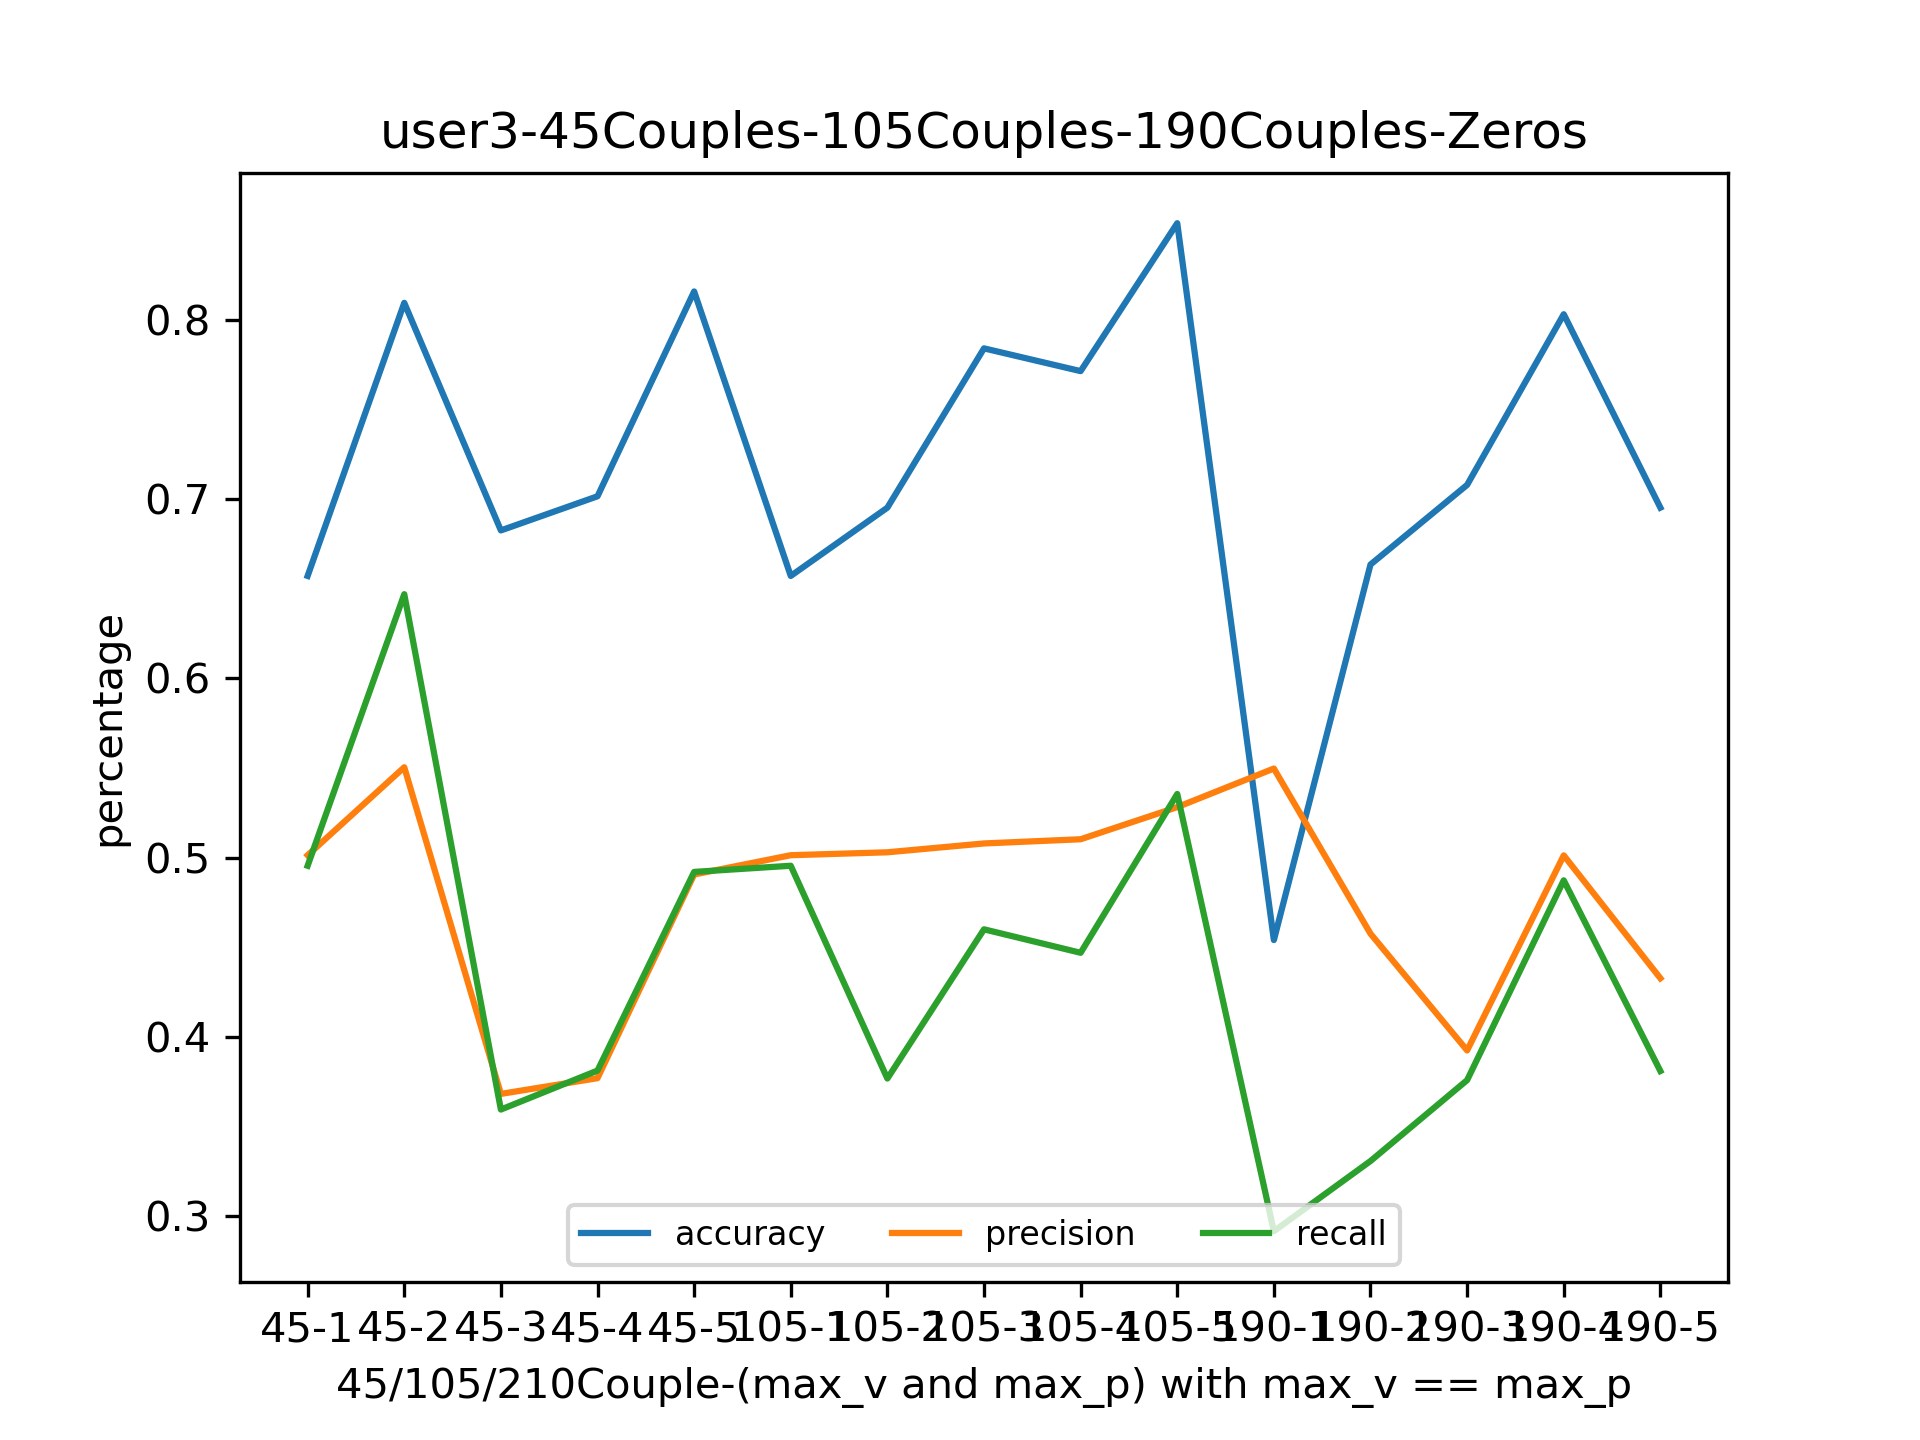 user3-45Couples-105Couples-190Couples-Zeros
percentage
0.8
0.7
0.6
0.5
0.4
0.3
accuracy precision recall
45-1 45-2 45-3 45-4 45-5 105-1 105-2 105-3 105-4 105-5 190-1 190-2 190-3 190-4 190-5
45/105/210Couple-(max_v and max_p) with max_v == max_p